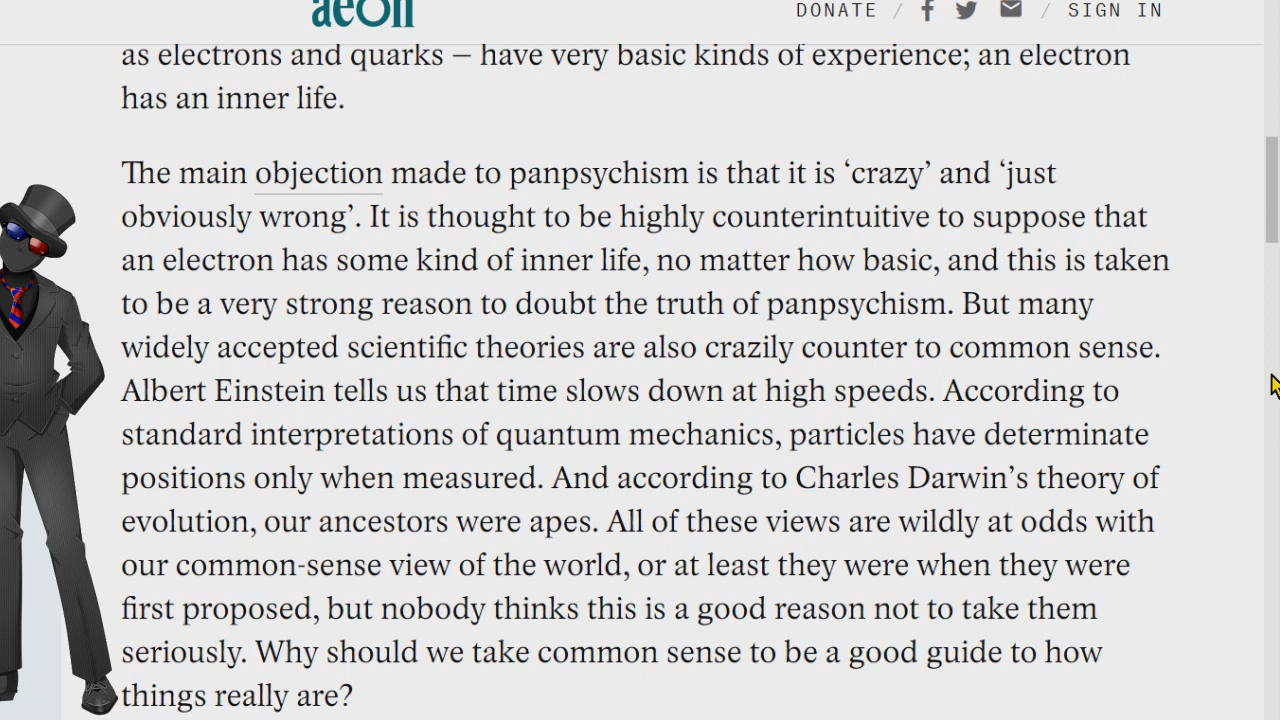 aeon
DONATE / / SIGN IN
as electrons and quarks – have very basic kinds of experience; an electron
has an inner life.
The main objection made to panpsychism is that it is ‘crazy’ and ‘just
obviously wrong’. It is thought to be highly counterintuitive to suppose that
an electron has some kind of inner life, no matter how basic, and this is taken
to be a very strong reason to doubt the truth of panpsychism. But many
widely accepted scientific theories are also crazily counter to common sense.
Albert Einstein tells us that time slows down at high speeds. According to
standard interpretations of quantum mechanics, particles have determinate
positions only when measured. And according to Charles Darwin’s theory of
evolution, our ancestors were apes. All of these views are wildly at odds with
our common-sense view of the world, or at least they were when they were
first proposed, but nobody thinks this is a good reason not to take them
seriously. Why should we take common sense to be a good guide to how
things really are?